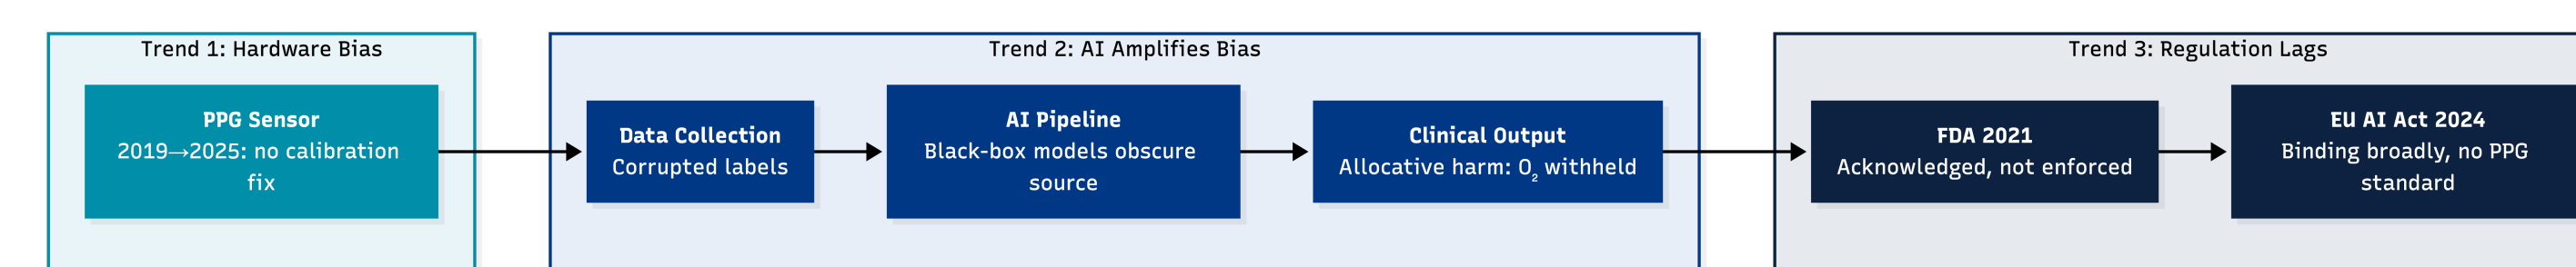 Trend 1: Hardware Bias
PPG Sensor
2019→2025: no calibration
fix
Trend 2: AI Amplifies Bias
Data Collection
Corrupted labels
AI Pipeline
Black-box models obscure
source
Clinical Output
Allocative harm: O₂ withheld
Trend 3: Regulation Lags
FDA 2021
Acknowledged, not enforced
EU AI Act 2024
Binding broadly, no PPG
standard